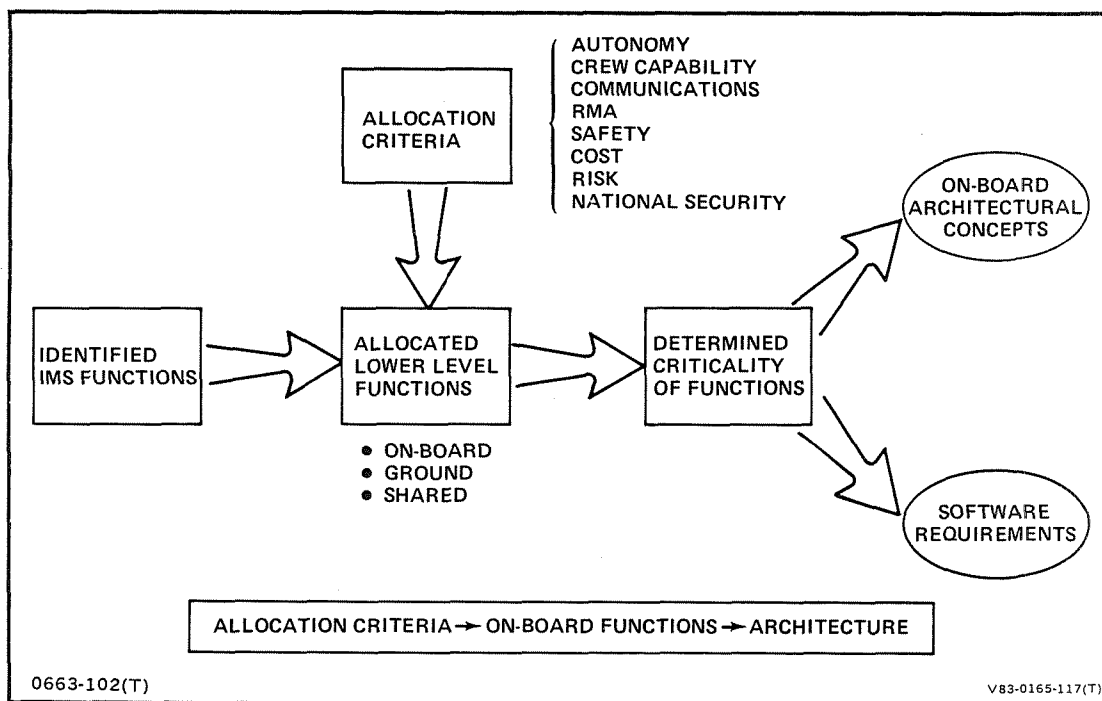 ALLOCATION
CRITERIA
AUTONOMY
CREW CAPABILITY
COMMUNICATIONS
RMA
SAFETY
COST
RISK
NATIONAL SECURITY
IDENTIFIED
IMS FUNCTIONS
ALLOCATED
LOWER LEVEL
FUNCTIONS
● ON-BOARD
● GROUND
● SHARED
DETERMINED
CRITICALITY
OF FUNCTIONS
ON-BOARD
ARCHITECTURAL
CONCEPTS
SOFTWARE
REQUIREMENTS
ALLOCATION CRITERIA → ON-BOARD FUNCTIONS → ARCHITECTURE
0663-102(T)
V83-0165-117(T)